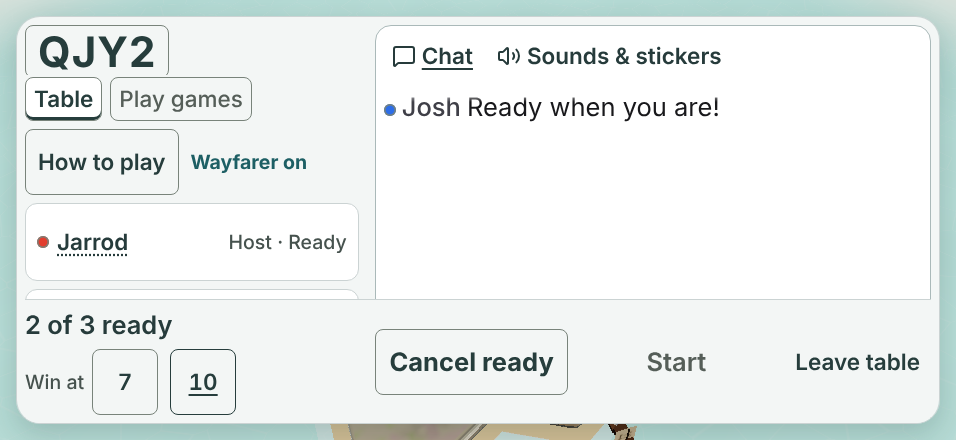 QJY2
Table Play games
How to play Wayfarer on
Jarrod Host · Ready
2 of 3 ready
Win at 7 10
Chat Sounds & stickers
Josh Ready when you are!
Cancel ready Start Leave table